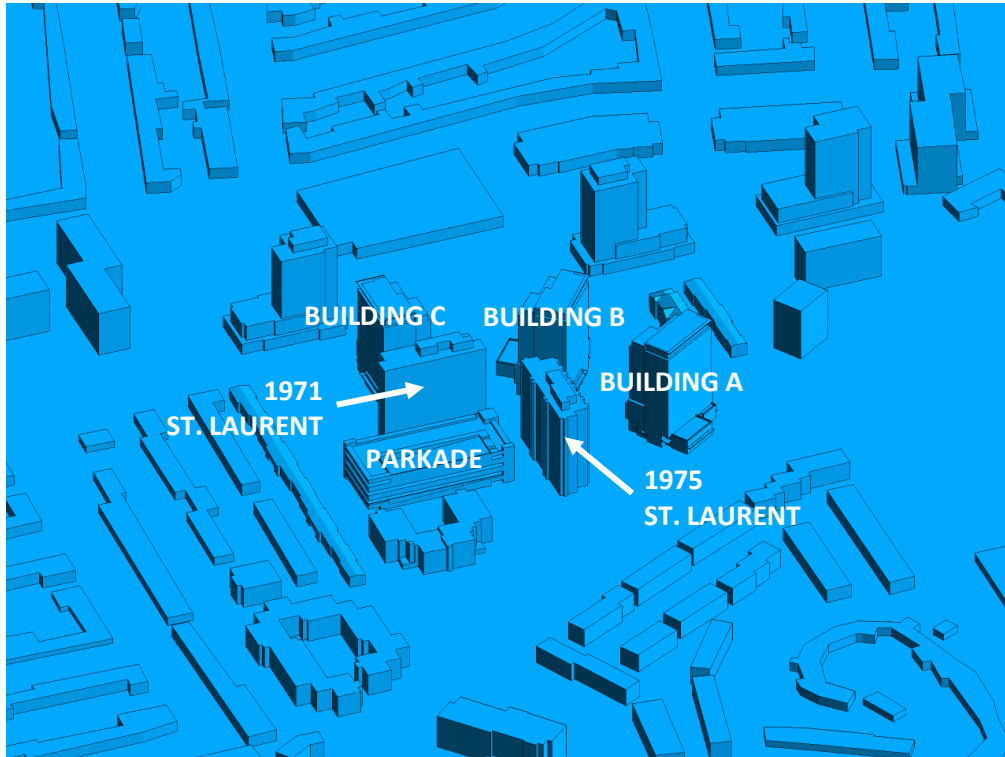 BUILDING C
BUILDING B
BUILDING A
1971
ST. LAURENT
PARKADE
1975
ST. LAURENT